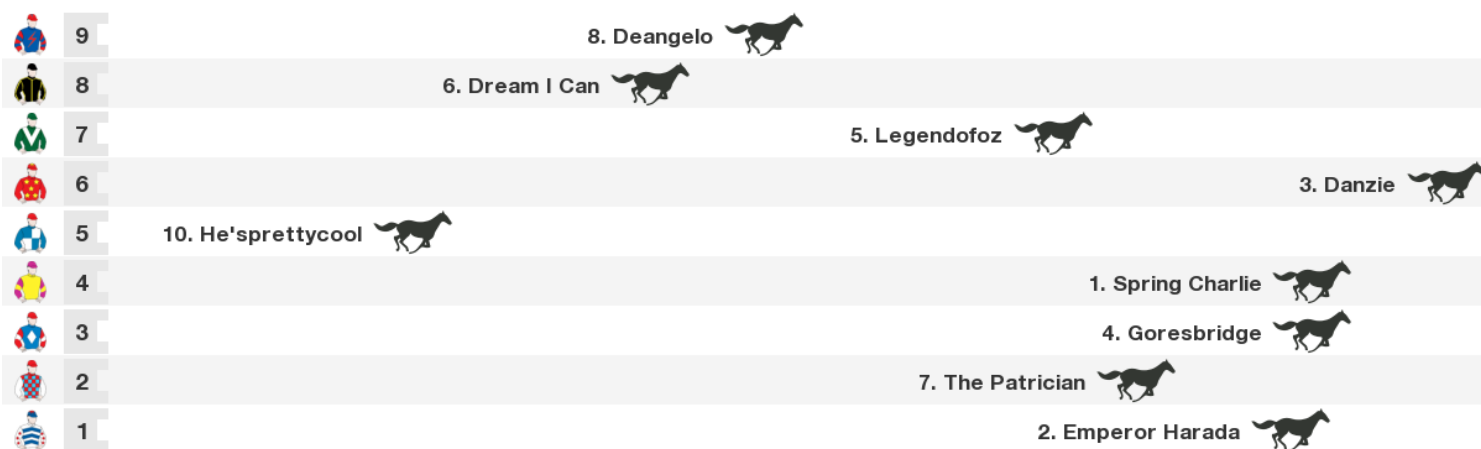 9 8. Deangelo
8 6. Dream I Can
7 5. Legendofoz
6 3. Danzie
5 10. He'sprettycool
4 1. Spring Charlie
3 4. Goresbridge
2 7. The Patrician
1 2. Emperor Harada